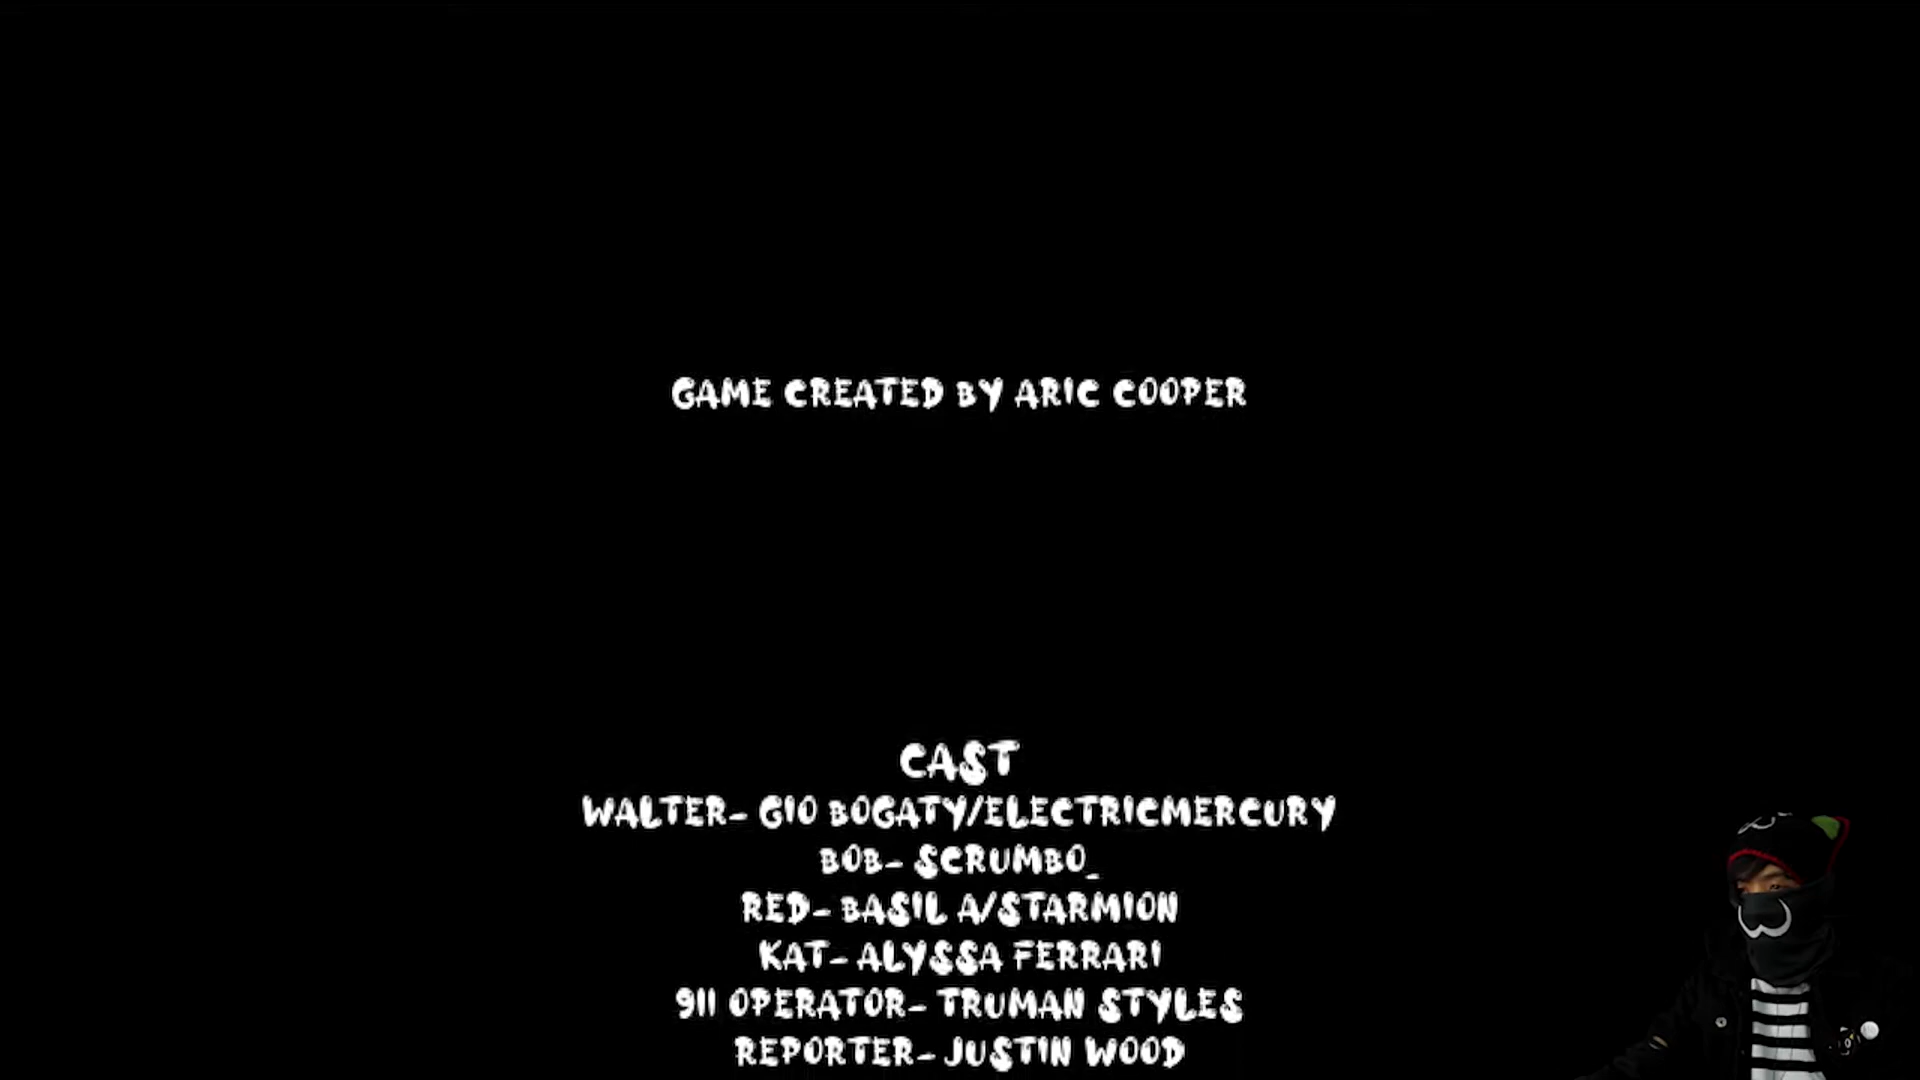 GAME CREATED BY ARIC COOPER
CAST
WALTER- GIO BOGATY/ELECTRICMERCURY
BOB- SCRUMBO_
RED- BASIL A/STARMION
KAT- ALYSSA FERRARI
911 OPERATOR- TRUMAN STYLES
REPORTER- JUSTIN WOOD